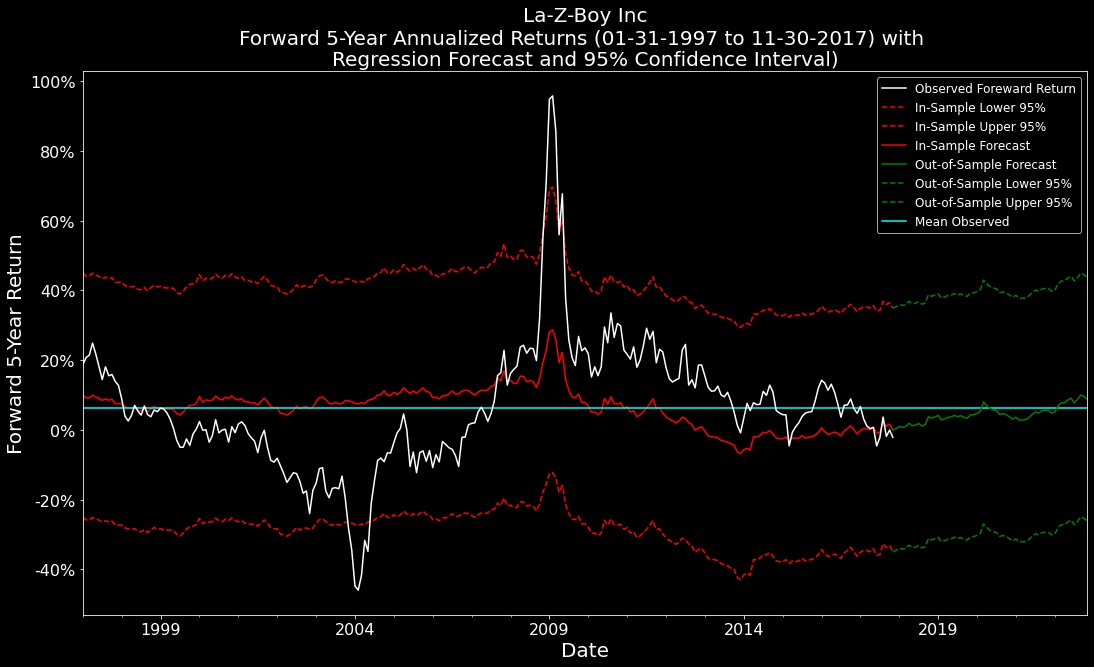 La-Z-Boy Inc
Forward 5-Year Annualized Returns (01-31-1997 to 11-30-2017) with
Regression Forecast and 95% Confidence Interval)
100%
80%
60%
40%
20%
0%
-20%
-40%
Forward 5-Year Return
Observed Foreward Return
In-Sample Lower 95%
In-Sample Upper 95%
In-Sample Forecast
Out-of-Sample Forecast
Out-of-Sample Lower 95%
Out-of-Sample Upper 95%
Mean Observed
1999
2004
2009
2014
2019
Date